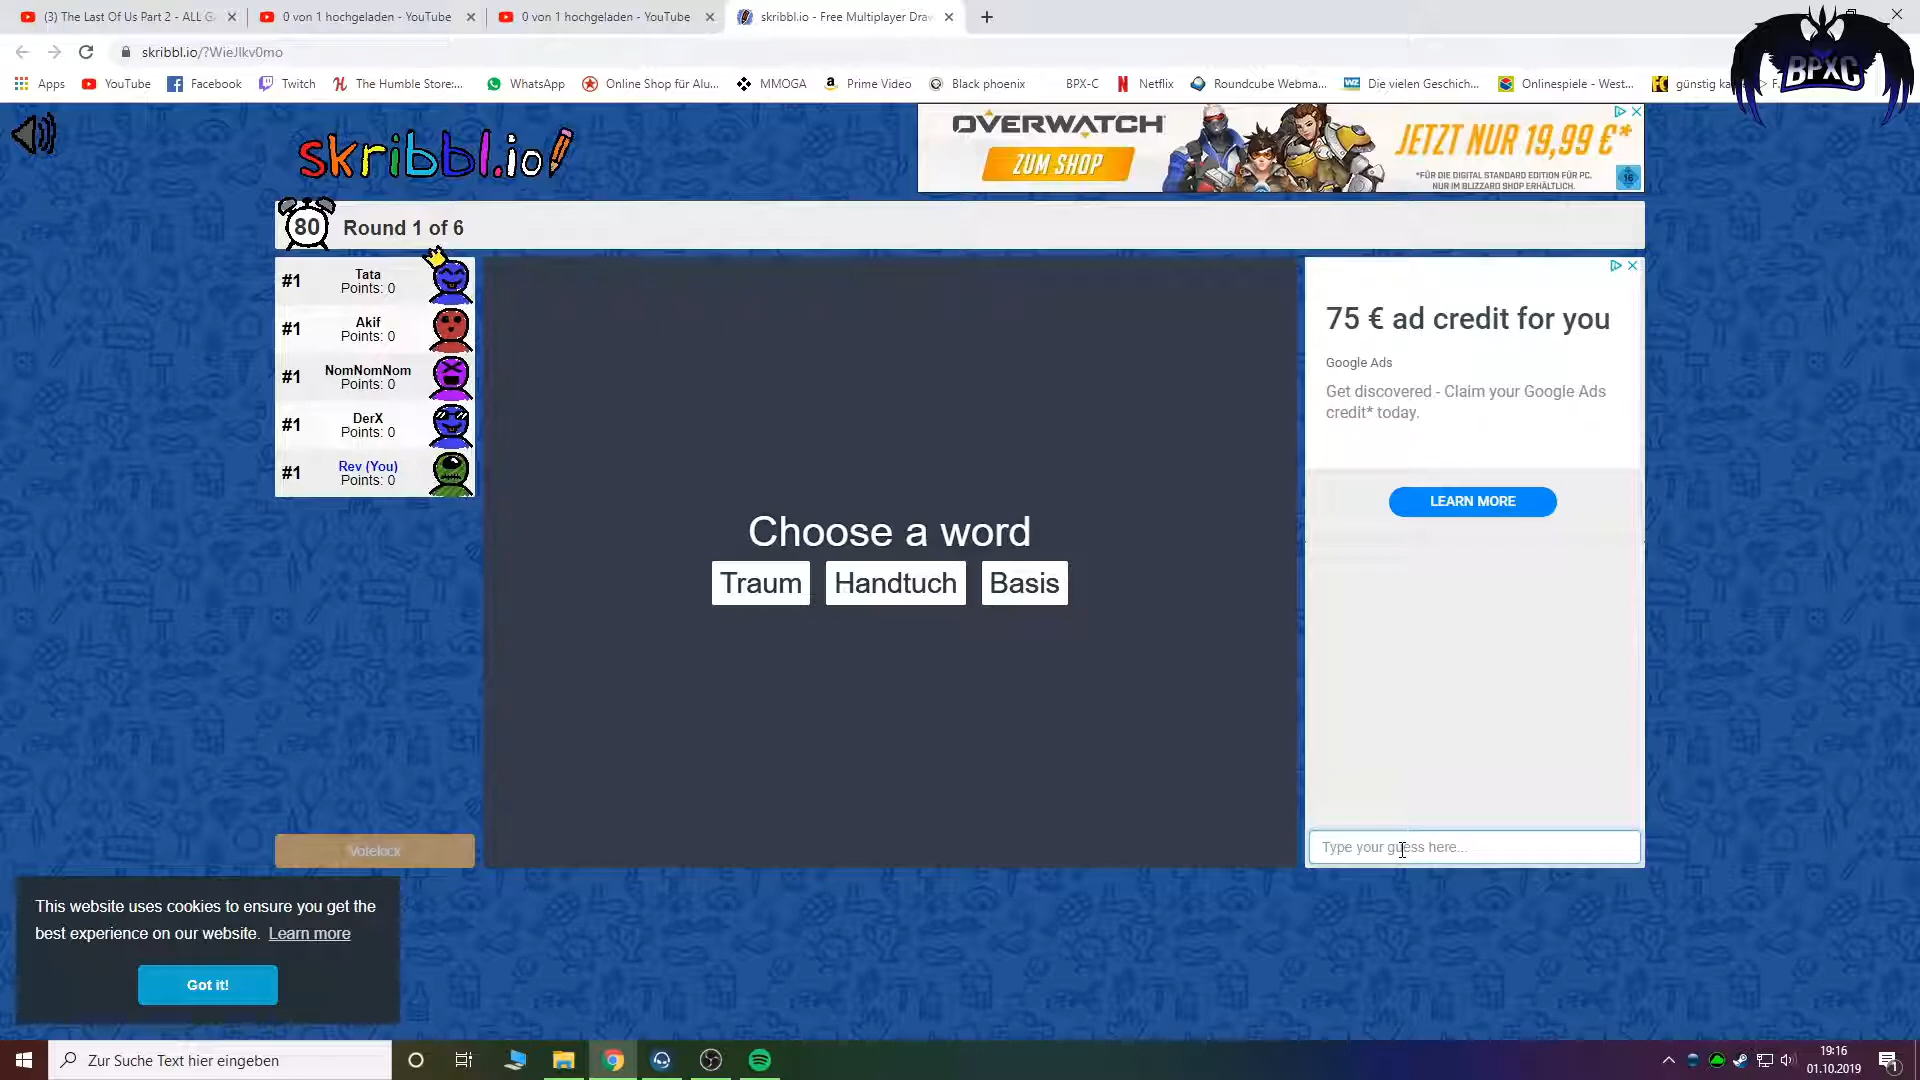 (3) The Last Of Us Part 2 - ALL G
0 von 1 hochgeladen - YouTube
0 von 1 hochgeladen - YouTube
skribbl.io - Free Multiplayer Draw
skribbl.io/?WieJlkv0mo
Apps
YouTube
Facebook
Twitch
The Humble Store:...
WhatsApp
Online Shop für Alu...
MMOGA
Prime Video
Black phoenix
BPX-C
Netflix
Roundcube Webma...
Die vielen Geschich...
Onlinespiele - West...
günstig ka
BPXC
skribbl.io
OVERWATCH
ZUM SHOP
JETZT NUR 19,99 €*
*FÜR DIE DIGITAL STANDARD EDITION FÜR PC.
NUR IM BLIZZARD SHOP ERHÄLTLICH.
16
80
Round 1 of 6
#1
Tata
Points: 0
#1
Akif
Points: 0
#1
NomNomNom
Points: 0
#1
DerX
Points: 0
#1
Rev (You)
Points: 0
Choose a word
Traum
Handtuch
Basis
75 € ad credit for you
Google Ads
Get discovered - Claim your Google Ads
credit* today.
LEARN MORE
Type your guess here...
Votekick
This website uses cookies to ensure you get the
best experience on our website. Learn more
Got it!
Zur Suche Text hier eingeben
19:16
01.10.2019
1